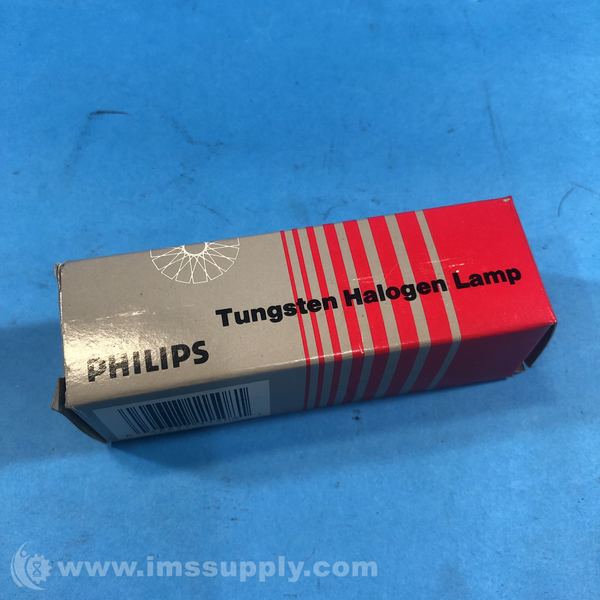 Tungsten Halogen Lamp
PHILIPS
www.imssupply.com